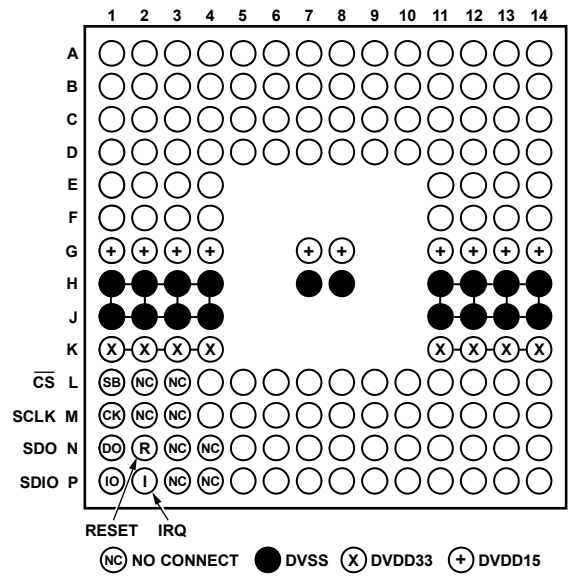 1 2 3 4 5 6 7 8 9 10 11 12 13 14
A
B
C
D
E
F
G + + + + + + + + + +
H
J
K X X X X X X X X
CS L SB NC NC
SCLK M CK NC NC
SDO N DO R NC NC
SDIO P IO I NC NC
RESET IRQ
NC NO CONNECT DVSS X DVDD33 + DVDD15